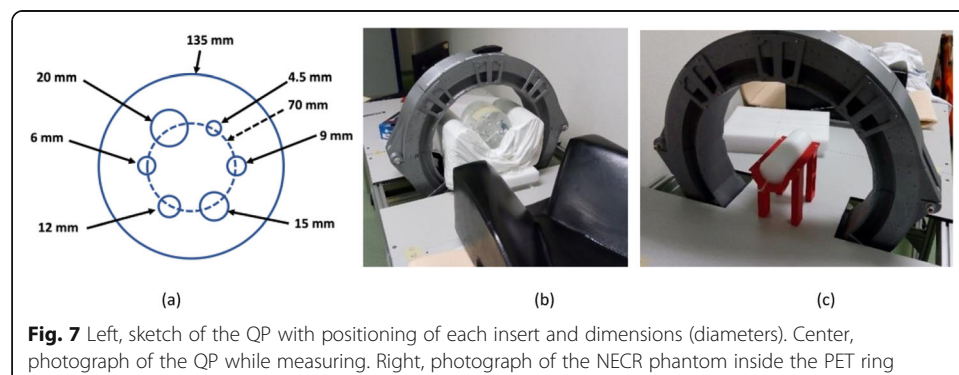 135 mm
20 mm
4.5mm
70 mm
6 mm
9 mm
12 mm
15 mm
(a)
(b)
(c)
Fig. 7 Left, sketch of the QP with positioning of each insert and dimensions (diameters). Center,
photograph of the QP while measuring. Right, photograph of the NECR phantom inside the PET ring